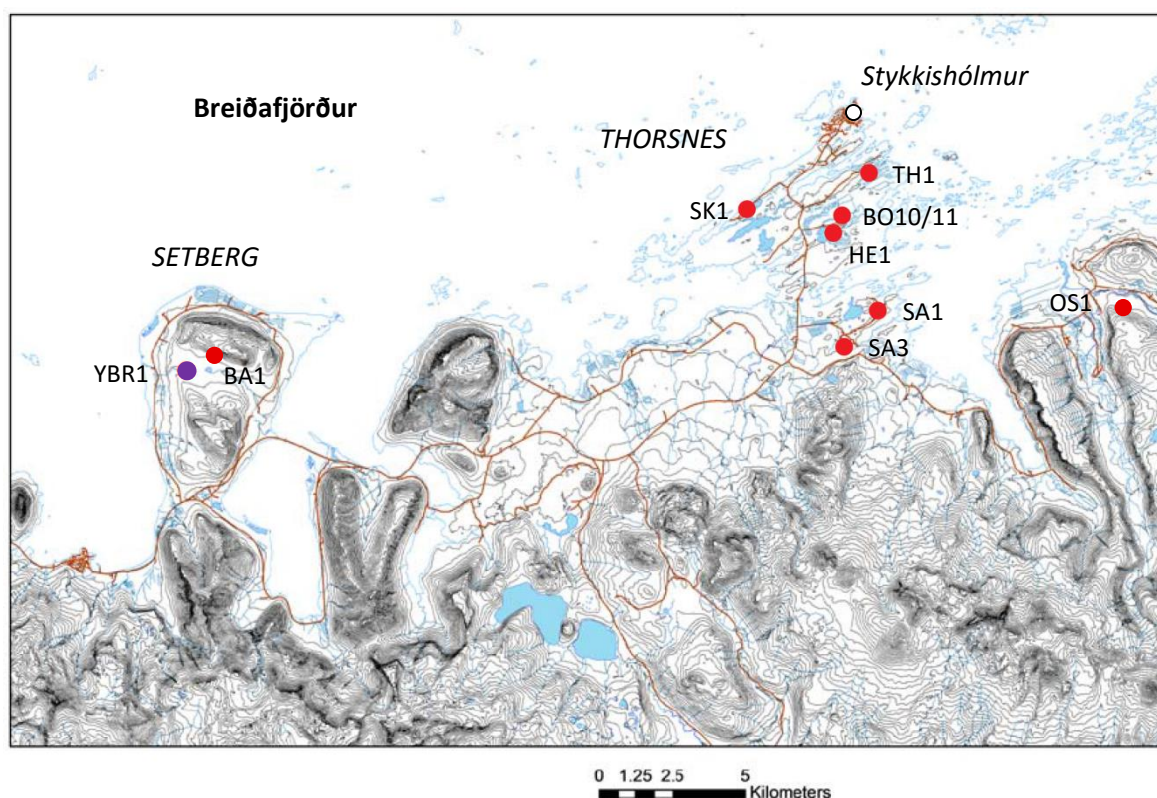 Stykkishólmur
Breiðafjörður
THORSNES
TH1
SK1
BO10/11
HE1
SETBERG
OS1
SA1
SA3
YBR1
BA1
0 1.25 2.5 5
Kilometers